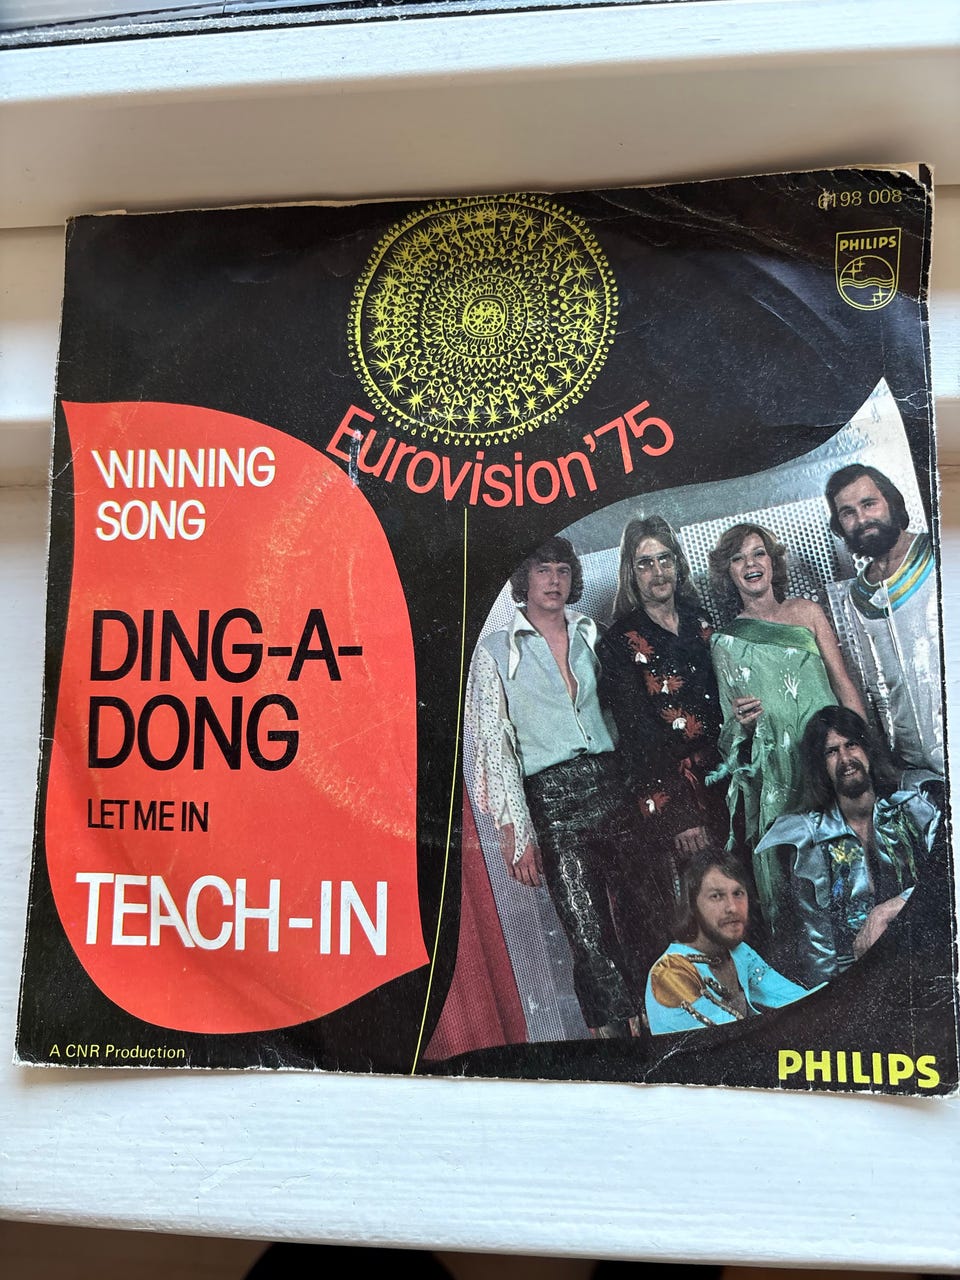 6198 008
PHILIPS
Eurovision '75
WINNING
SONG
DING-A-
DONG
LET ME IN
TEACH-IN
A CNR Production
PHILIPS